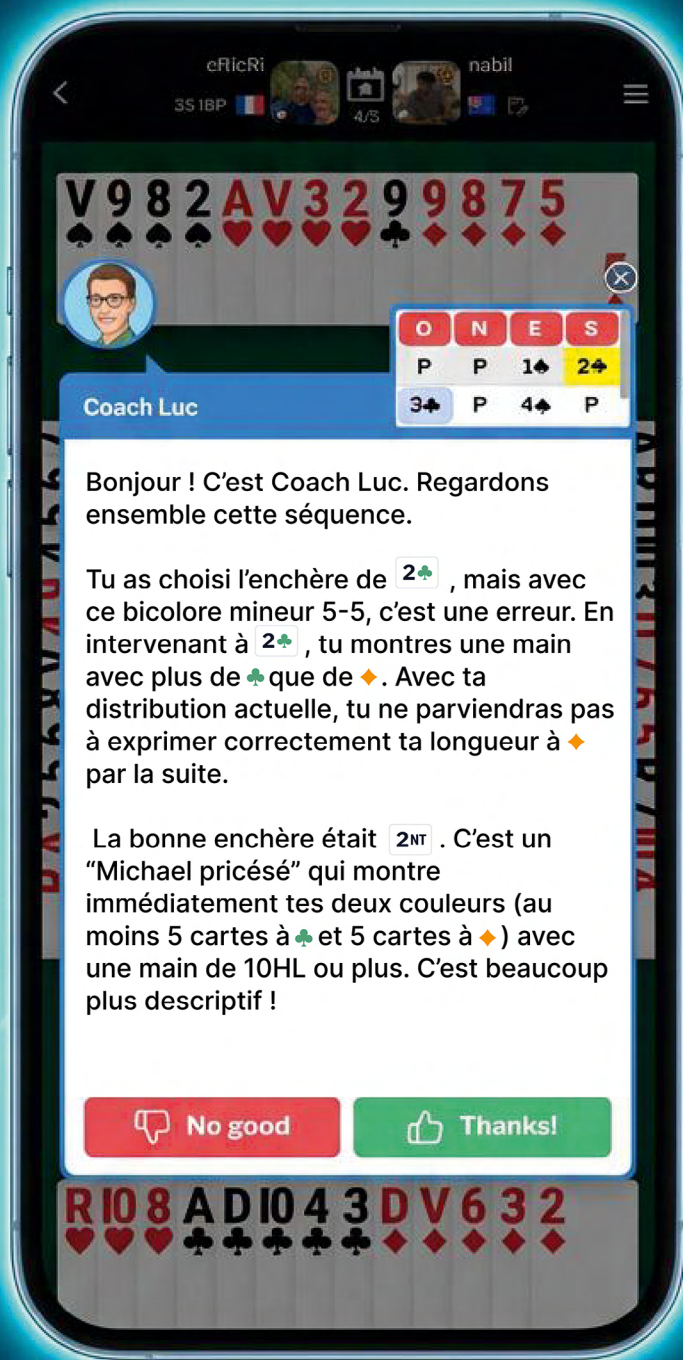 cRicRi
nabil
3S 1BP
4/5
V 9 8 2 A V 3 2 9 9 8 7 5
♠ ♠ ♠ ♠ ♥ ♥ ♥ ♥ ♣ ♦ ♦ ♦ ♦
O N E S
P P 1♠ 2♣
3♣ P 4♠ P
Coach Luc
Bonjour ! C’est Coach Luc. Regardons
ensemble cette séquence.
Tu as choisi l’enchère de 2♣ , mais avec
ce bicolore mineur 5-5, c’est une erreur. En
intervenant à 2♣ , tu montres une main
avec plus de ♣ que de ♦. Avec ta
distribution actuelle, tu ne parviendras pas
à exprimer correctement ta longueur à ♦
par la suite.
La bonne enchère était 2NT . C’est un
“Michael pricésé” qui montre
immédiatement tes deux couleurs (au
moins 5 cartes à ♣ et 5 cartes à ♦) avec
une main de 10HL ou plus. C’est beaucoup
plus descriptif !
No good
Thanks!
R 10 8 A D 10 4 3 D V 6 3 2
♥ ♥ ♥ ♣ ♣ ♣ ♣ ♣ ♦ ♦ ♦ ♦ ♦